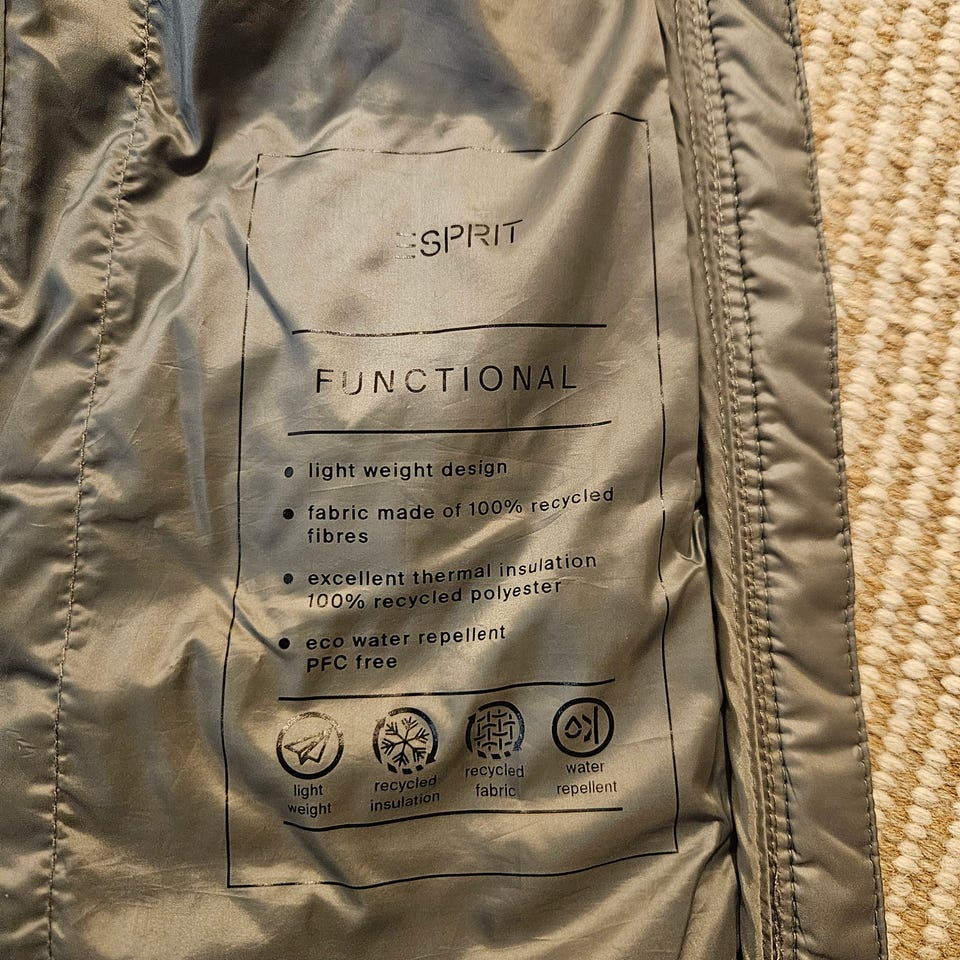 ESPRIT
FUNCTIONAL
• light weight design
• fabric made of 100% recycled
fibres
• excellent thermal insulation
100% recycled polyester
• eco water repellent
PFC free
light
weight
recycled
insulation
recycled
fabric
water
repellent